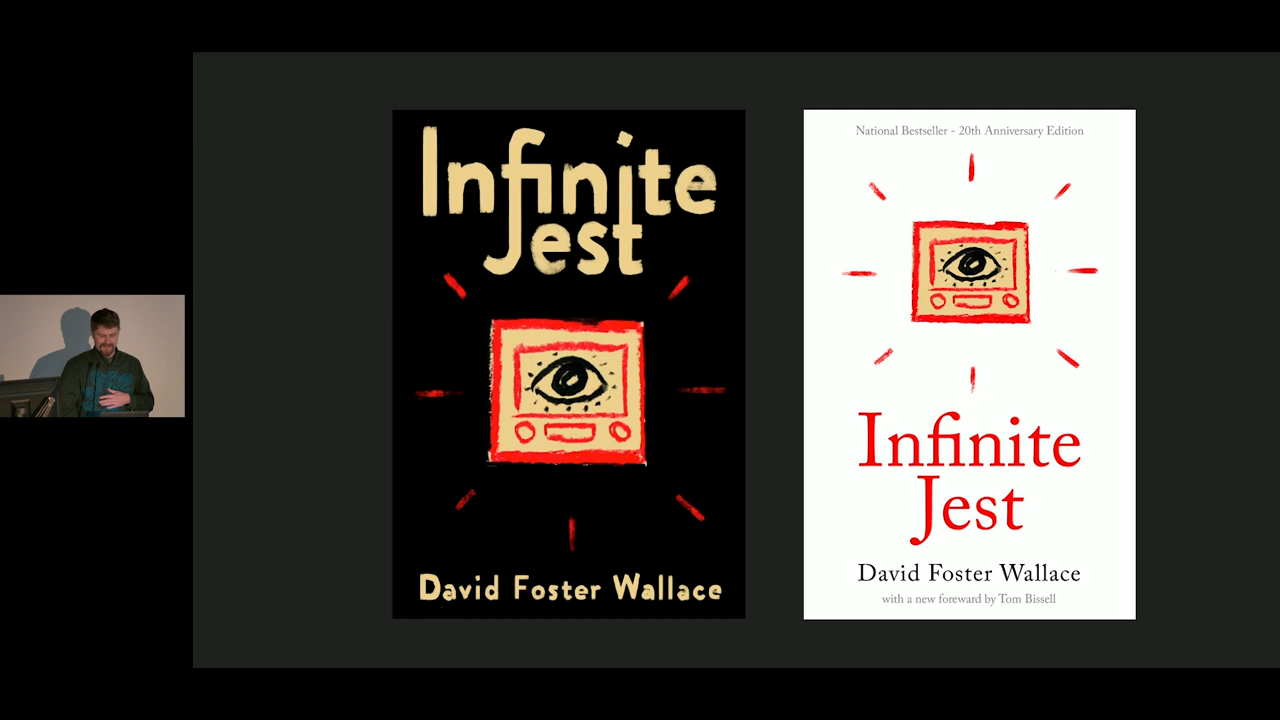 Infinite
Jest
David Foster Wallace
National Bestseller - 20th Anniversary Edition
Infinite
Jest
David Foster Wallace
with a new foreward by Tom Bissell